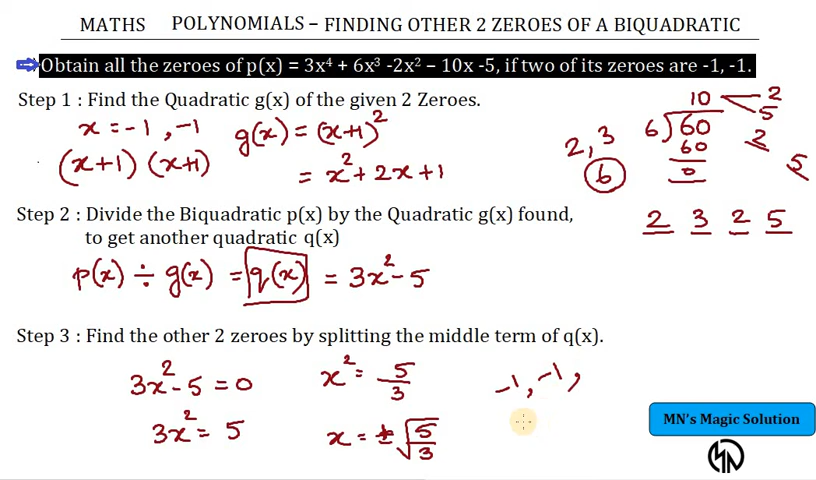 MATHS POLYNOMIALS – FINDING OTHER 2 ZEROES OF A BIQUADRATIC
Obtain all the zeroes of p(x) = 3x⁴ + 6x³ -2x² – 10x -5, if two of its zeroes are -1, -1.
Step 1 : Find the Quadratic g(x) of the given 2 Zeroes.
x = -1, -1 g(x) = (x+1)²
(x+1) (x+1) = x² + 2x + 1
10 2
5
6)60 2
60
0 5
2, 3
6
2 3 2 5
Step 2 : Divide the Biquadratic p(x) by the Quadratic g(x) found,
to get another quadratic q(x)
p(x) ÷ g(x) = q(x) = 3x² - 5
Step 3 : Find the other 2 zeroes by splitting the middle term of q(x).
3x² - 5 = 0 x² = 5/3 -1, -1,
3x² = 5 x = ±√5/3
MN's Magic Solution
MN